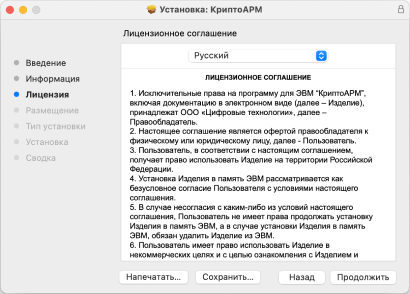 Установка: КриптоАРМ
Лицензионное соглашение
Введение
Информация
Лицензия
Размещение
Тип установки
Установка
Сводка
Русский
ЛИЦЕНЗИОННОЕ СОГЛАШЕНИЕ
1. Исключительные права на программу для ЭВМ "КриптоАРМ",
включая документацию в электронном виде (далее – Изделие),
принадлежат ООО «Цифровые технологии», далее –
Правообладатель.
2. Настоящее соглашение является офертой правообладателя к
физическому или юридическому лицу, далее - Пользователь.
3. Пользователь, в соответствии с настоящим соглашением,
получает право использовать Изделие на территории Российской
Федерации.
4. Установка Изделия в память ЭВМ рассматривается как
безусловное согласие Пользователя с условиями настоящего
соглашения.
5. В случае несогласия с каким-либо из условий настоящего
соглашения, Пользователь не имеет права продолжать установку
Изделия в память ЭВМ, а в случае установки Изделия в память
ЭВМ, обязан удалить Изделие из ЭВМ.
6. Пользователь имеет право использовать Изделие в
некоммерческих целях и с целью ознакомления с Изделием и
Напечатать...
Сохранить...
Назад
Продолжить